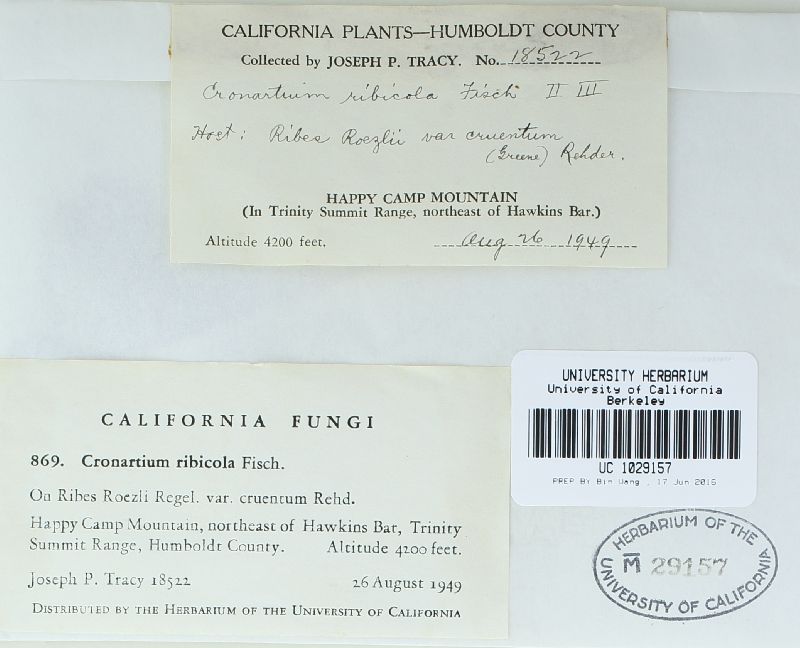 CALIFORNIA PLANTS—HUMBOLDT COUNTY
Collected by JOSEPH P. TRACY. No. 18522
Cronartium ribicola Fisch II III
Host: Ribes Roezlii var cruentum
(Greene) Rehder.
HAPPY CAMP MOUNTAIN
(In Trinity Summit Range, northeast of Hawkins Bar.)
Altitude 4200 feet. Aug 26 1949
CALIFORNIA FUNGI
869. Cronartium ribicola Fisch.
On Ribes Roezli Regel. var. cruentum Rehd.
Happy Camp Mountain, northeast of Hawkins Bar, Trinity
Summit Range, Humboldt County. Altitude 4200 feet.
Joseph P. Tracy 18522 26 August 1949
DISTRIBUTED BY THE HERBARIUM OF THE UNIVERSITY OF CALIFORNIA
UNIVERSITY HERBARIUM
University of California
Berkeley
UC 1029157
PREP BY Bin Wang , 17 Jun 2016
HERBARIUM OF THE
M 29157
UNIVERSITY OF CALIFORNIA